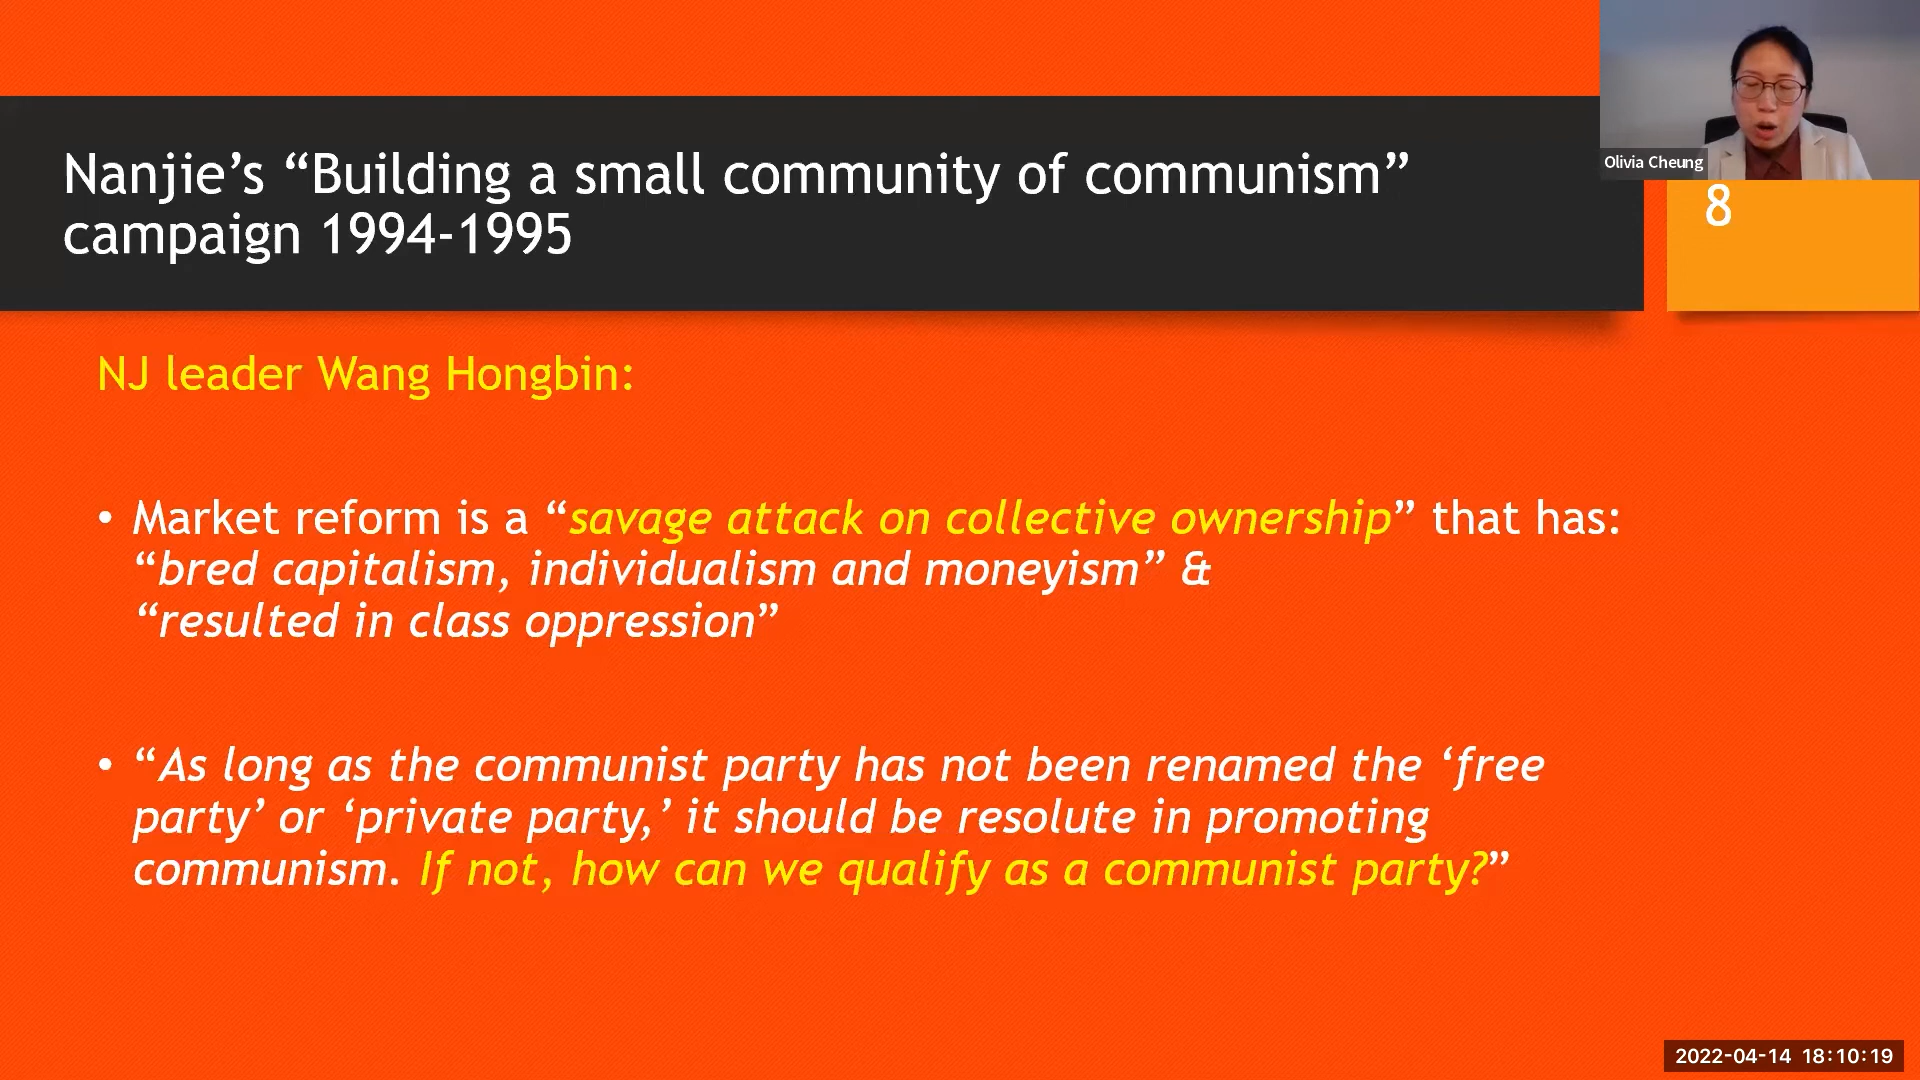 Nanjie’s “Building a small community of communism”
campaign 1994-1995
Olivia Cheung
8
NJ leader Wang Hongbin:
• Market reform is a “savage attack on collective ownership” that has:
“bred capitalism, individualism and moneyism” &
“resulted in class oppression”
• “As long as the communist party has not been renamed the ‘free
party’ or ‘private party,’ it should be resolute in promoting
communism. If not, how can we qualify as a communist party?”
2022-04-14 18:10:19